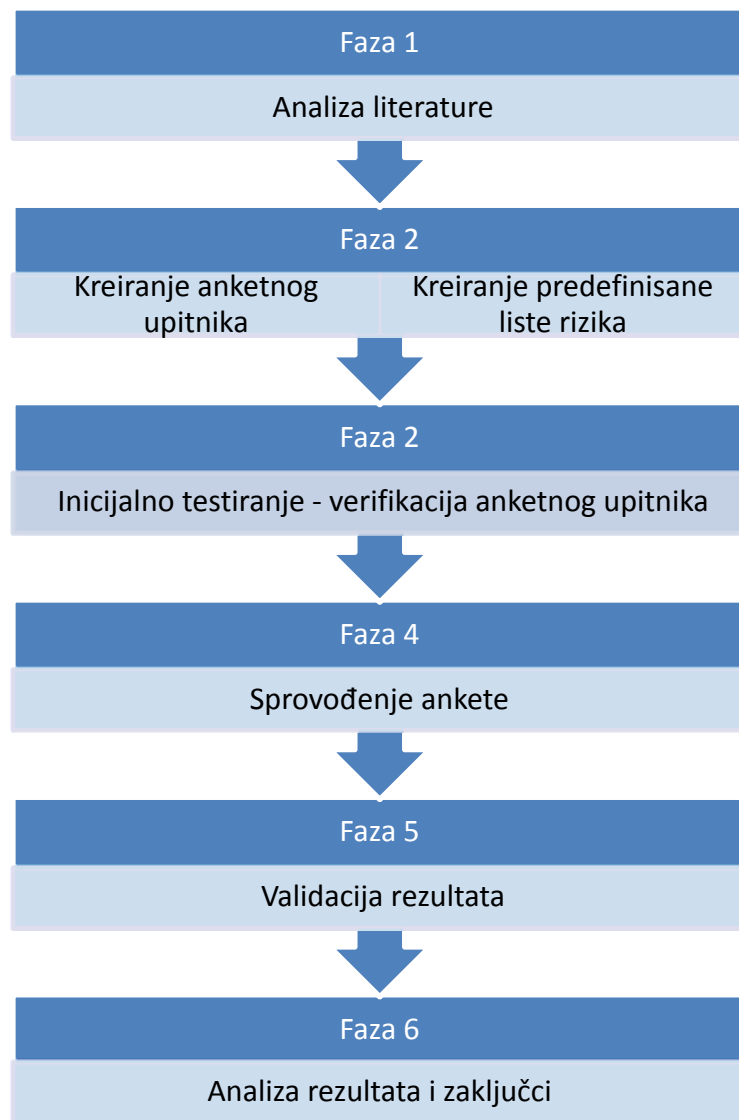 Faza 1
Analiza literature
Faza 2
Kreiranje anketnog
upitnika
Kreiranje predefinisane
liste rizika
Faza 2
Inicijalno testiranje - verifikacija anketnog upitnika
Faza 4
Sprovođenje ankete
Faza 5
Validacija rezultata
Faza 6
Analiza rezultata i zaključci